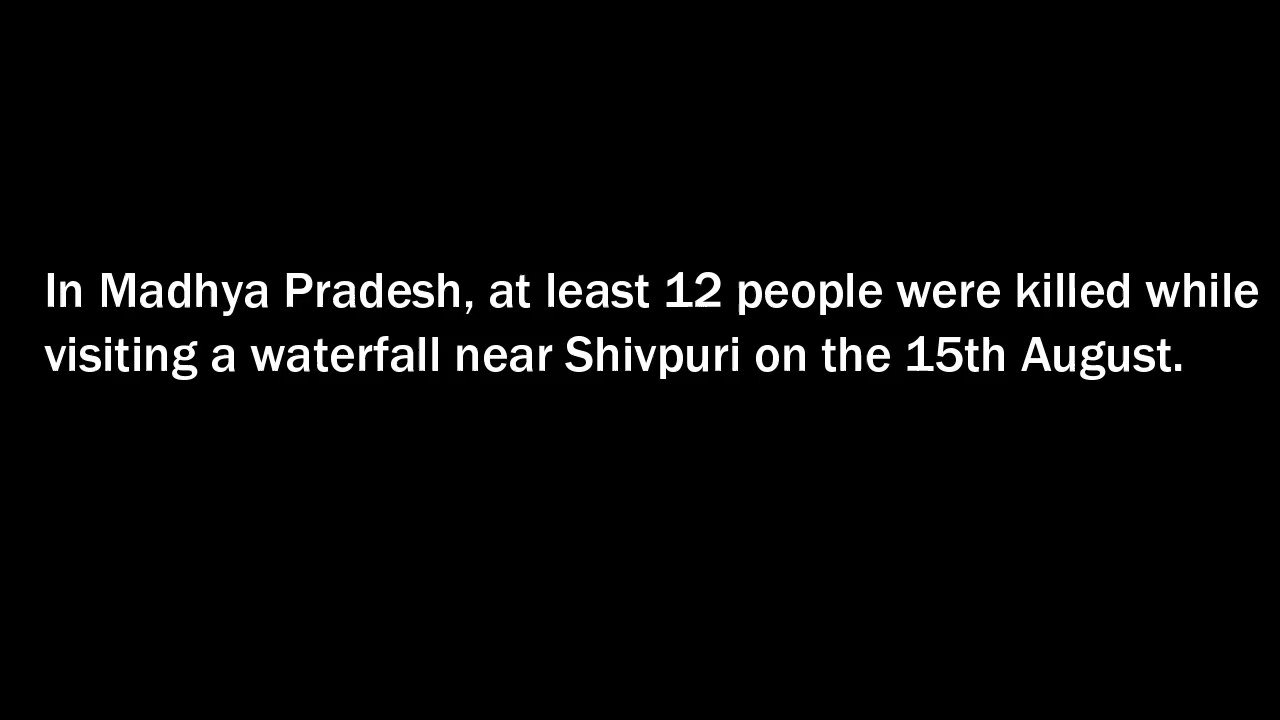 In Madhya Pradesh, at least 12 people were killed while
visiting a waterfall near Shivpuri on the 15th August.